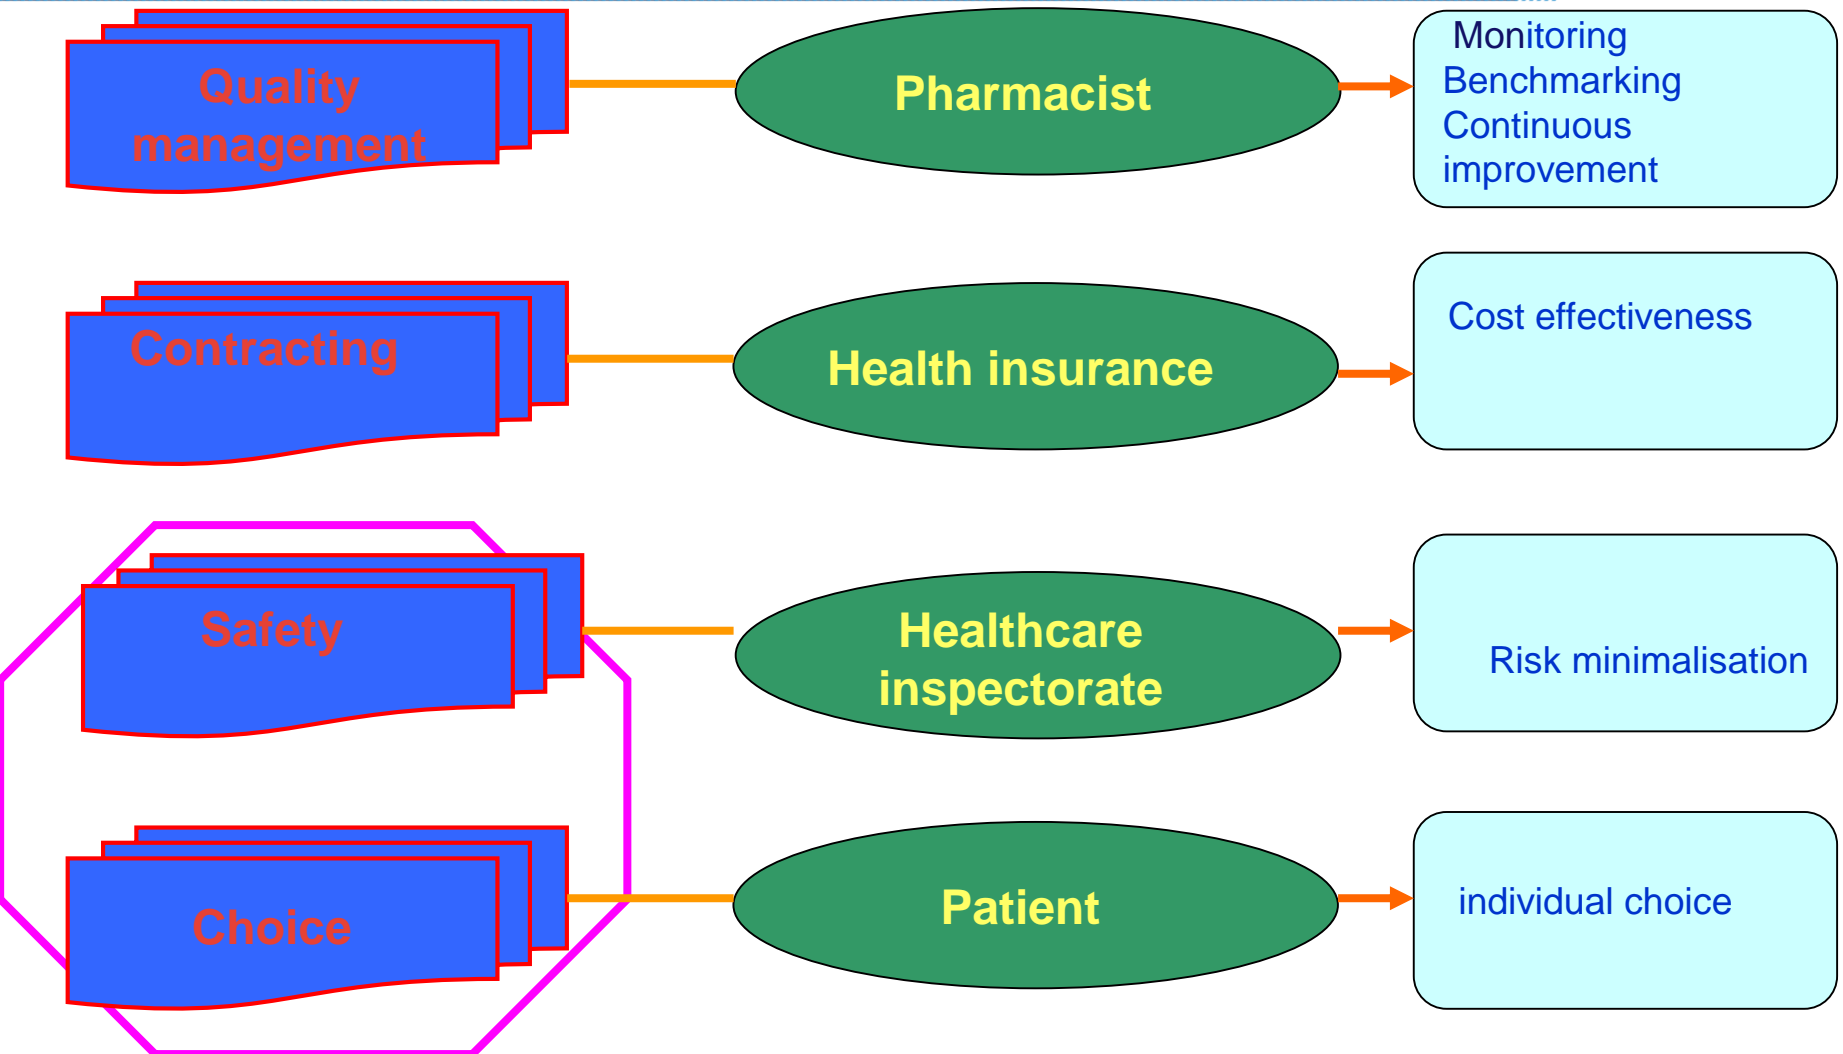 Quality
management
Pharmacist
Monitoring
Benchmarking
Continuous
improvement
Contracting
Health insurance
Cost effectiveness
Safety
Healthcare
inspectorate
Risk minimalisation
Choice
Patient
individual choice